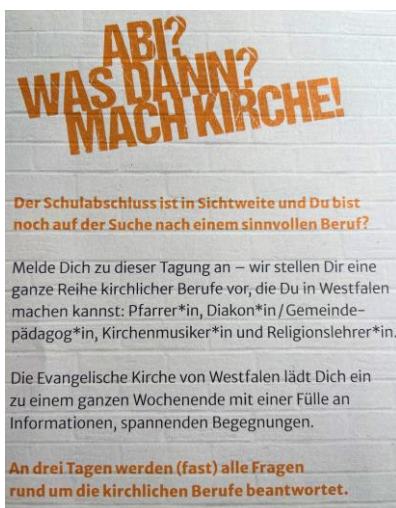 ABI?
WAS DANN?
MACH KIRCHE!
Der Schulabschluss ist in Sichtweite und Du bist
noch auf der Suche nach einem sinnvollen Beruf?
Melde Dich zu dieser Tagung an – wir stellen Dir eine
ganze Reihe kirchlicher Berufe vor, die Du in Westfalen
machen kannst: Pfarrer*in, Diakon*in/Gemeinde-
pädagog*in, Kirchenmusiker*in und Religionslehrer*in.
Die Evangelische Kirche von Westfalen lädt Dich ein
zu einem ganzen Wochenende mit einer Fülle an
Informationen, spannenden Begegnungen.
An drei Tagen werden (fast) alle Fragen
rund um die kirchlichen Berufe beantwortet.